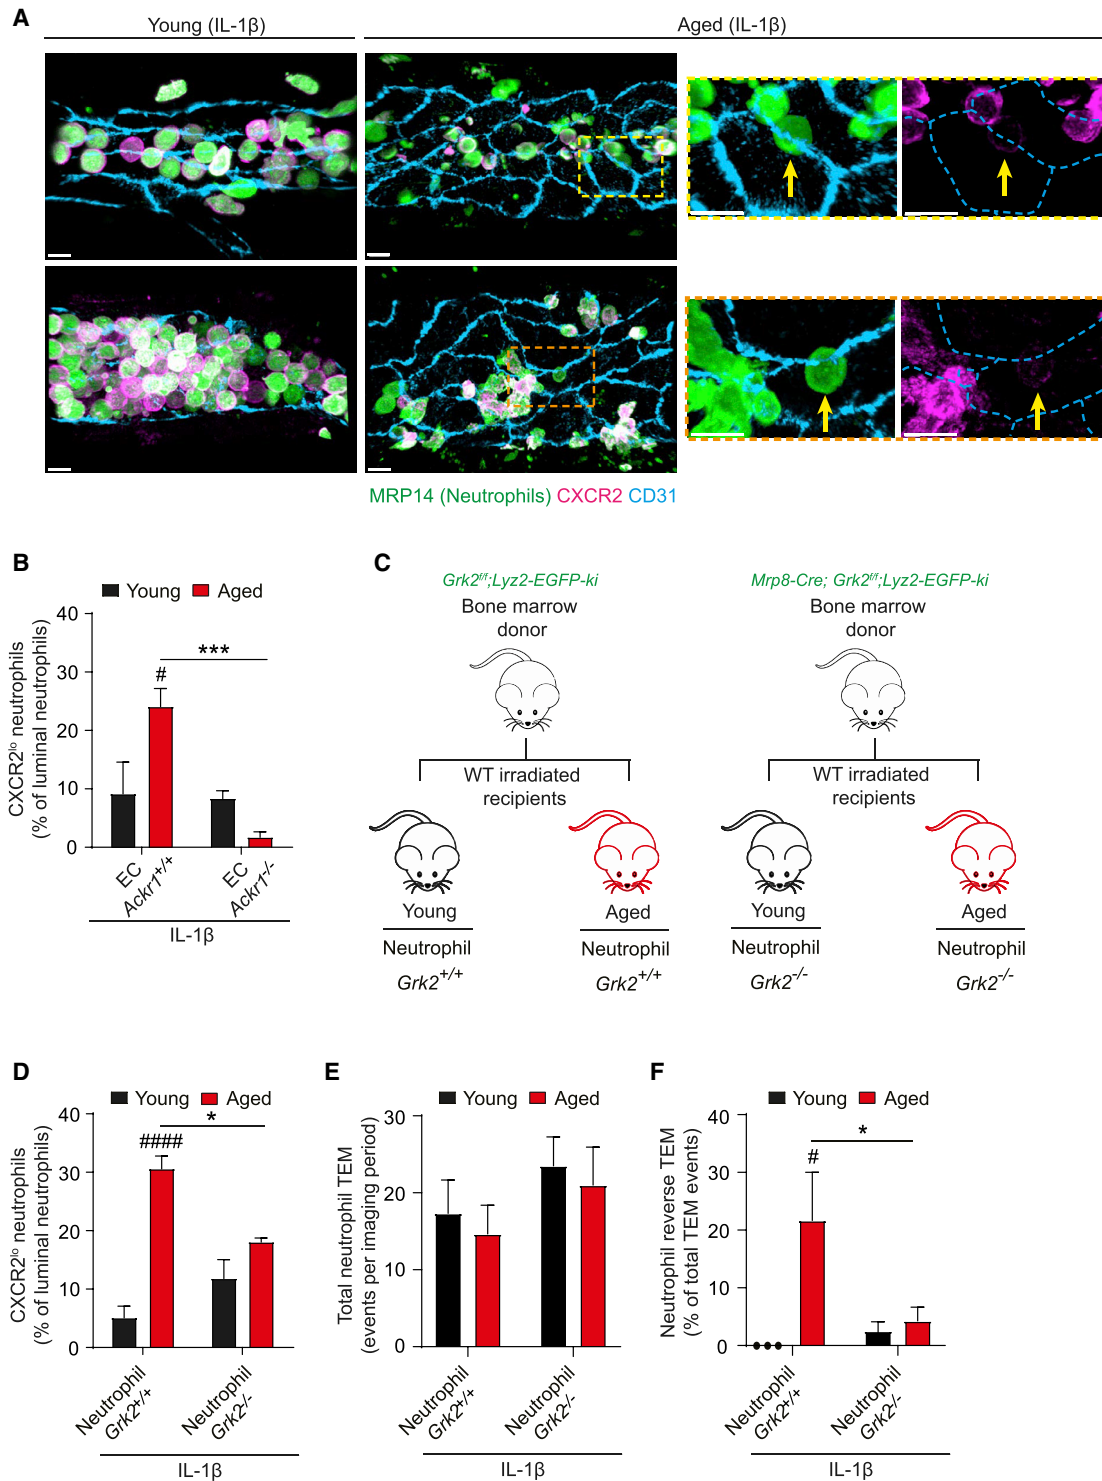 A
Young (IL-1β)
Aged (IL-1β)
MRP14 (Neutrophils) CXCR2 CD31
B
Young Aged
CXCR2lo neutrophils
(% of luminal neutrophils)
40
30
20
10
0
#
***
EC
Ackr1+/+
EC
Ackr1-/-
IL-1β
C
Grk2f/f;Lyz2-EGFP-ki
Bone marrow
donor
WT irradiated
recipients
Young
Neutrophil
Grk2+/+
Aged
Neutrophil
Grk2+/+
Mrp8-Cre; Grk2f/f;Lyz2-EGFP-ki
Bone marrow
donor
WT irradiated
recipients
Young
Neutrophil
Grk2-/-
Aged
Neutrophil
Grk2-/-
D
Young Aged
CXCR2lo neutrophils
(% of luminal neutrophils)
40
30
20
10
0
####
*
Neutrophil
Grk2+/+
Neutrophil
Grk2-/-
IL-1β
E
Young Aged
Total neutrophil TEM
(events per imaging period)
30
20
10
0
Neutrophil
Grk2+/+
Neutrophil
Grk2-/-
IL-1β
F
Young Aged
Neutrophil reverse TEM
(% of total TEM events)
40
30
20
10
0
#
*
Neutrophil
Grk2+/+
Neutrophil
Grk2-/-
IL-1β